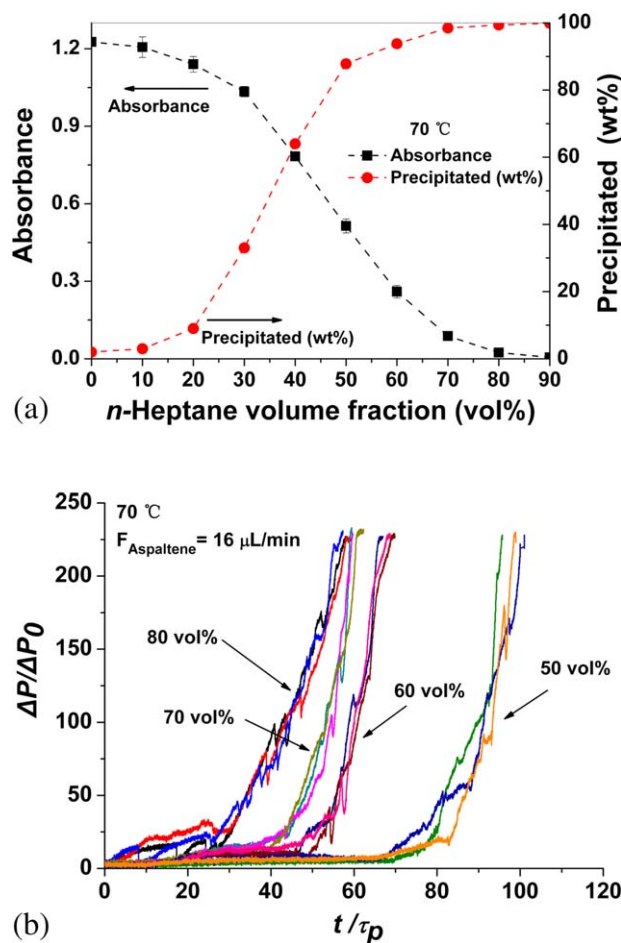 1.2
0.9
0.6
0.3
0.0
Absorbance
100
80
60
40
20
0
Precipitated (wt%)
Absorbance
70 ℃
Absorbance
Precipitated (wt%)
Precipitated (wt%)
0 10 20 30 40 50 60 70 80 90
(a) n-Heptane volume fraction (vol%)
250
200
150
100
50
0
ΔP/ΔP0
70 ℃
FAspaltene= 16 μL/min
80 vol%
70 vol%
60 vol%
50 vol%
0 20 40 60 80 100 120
(b) t/τp